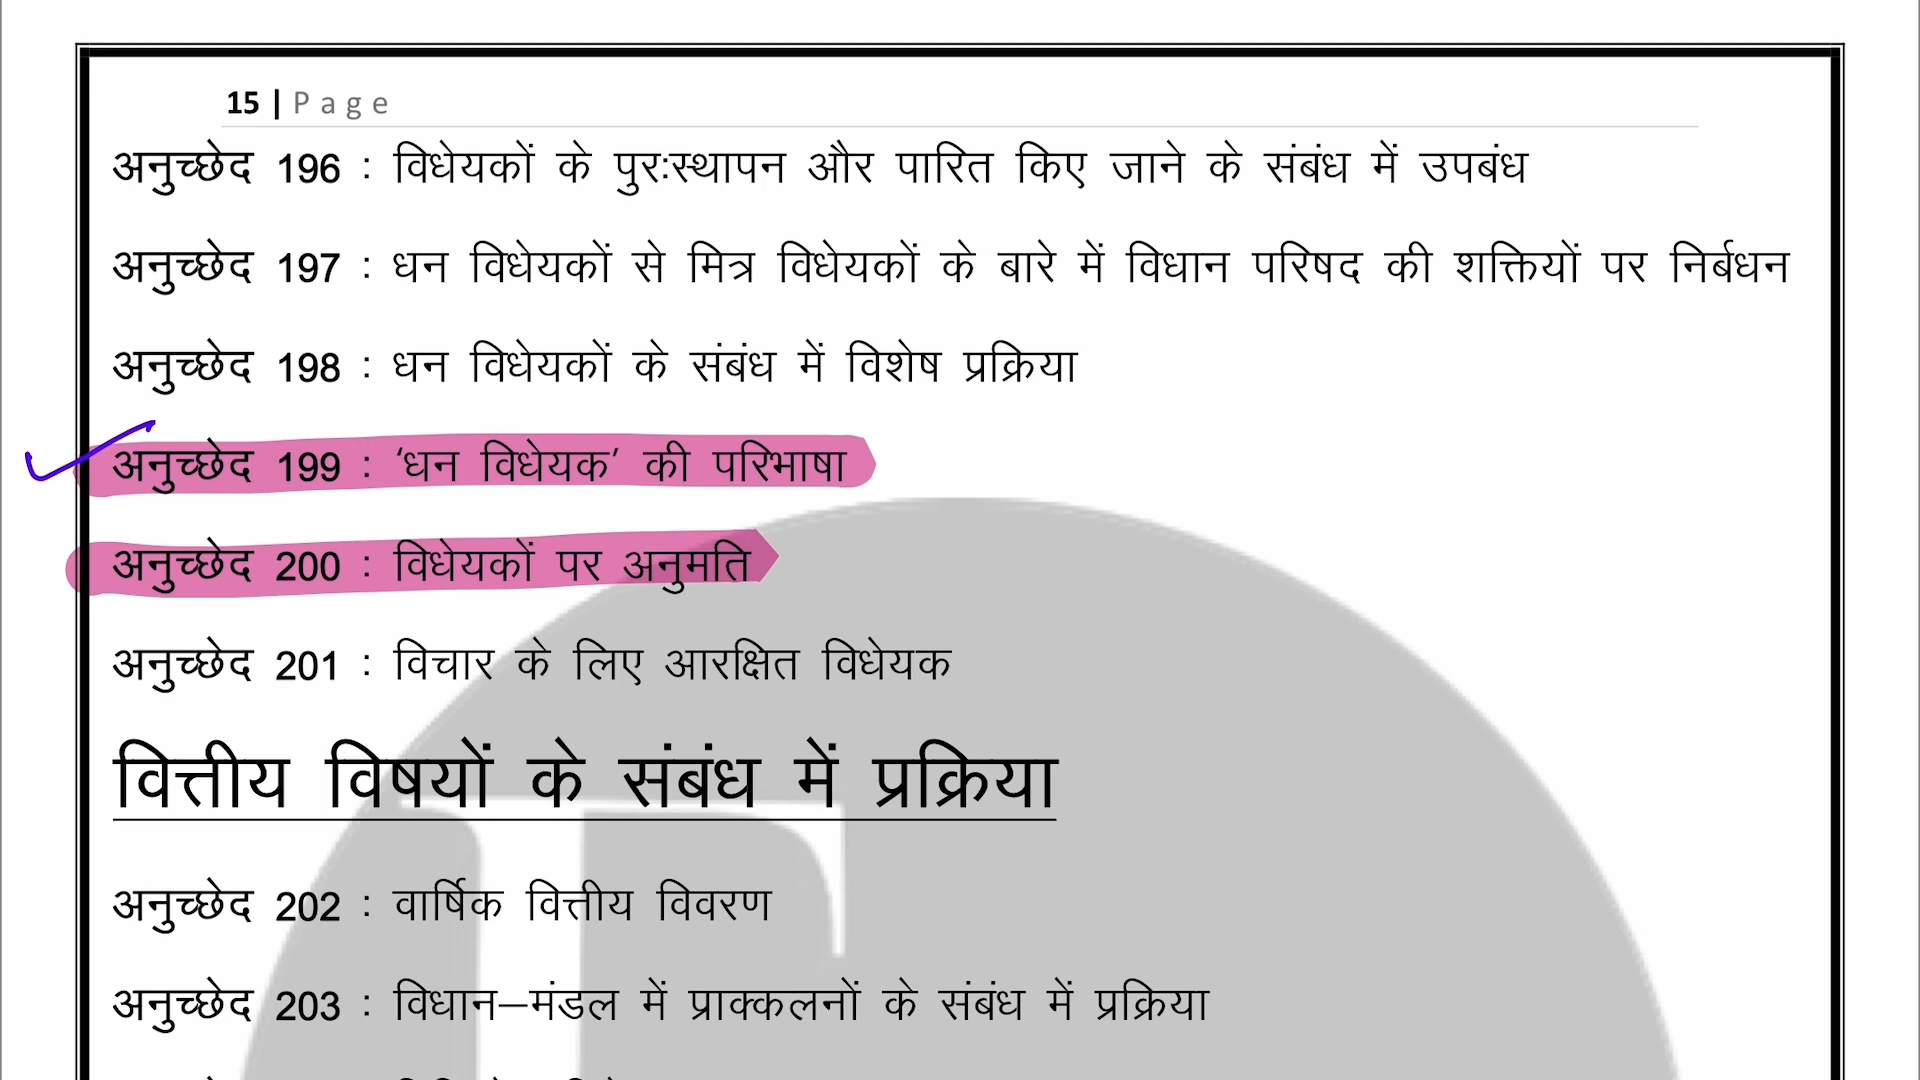 15 | Page
अनुच्छेद 196 : विधेयकों के पुरःस्थापन और पारित किए जाने के संबंध में उपबंध
अनुच्छेद 197 : धन विधेयकों से मित्र विधेयकों के बारे में विधान परिषद की शक्तियों पर निर्बधन
अनुच्छेद 198 : धन विधेयकों के संबंध में विशेष प्रक्रिया
अनुच्छेद 199 : ‘धन विधेयक’ की परिभाषा
अनुच्छेद 200 : विधेयकों पर अनुमति
अनुच्छेद 201 : विचार के लिए आरक्षित विधेयक
वित्तीय विषयों के संबंध में प्रक्रिया
अनुच्छेद 202 : वार्षिक वित्तीय विवरण
अनुच्छेद 203 : विधान–मंडल में प्राक्कलनों के संबंध में प्रक्रिया